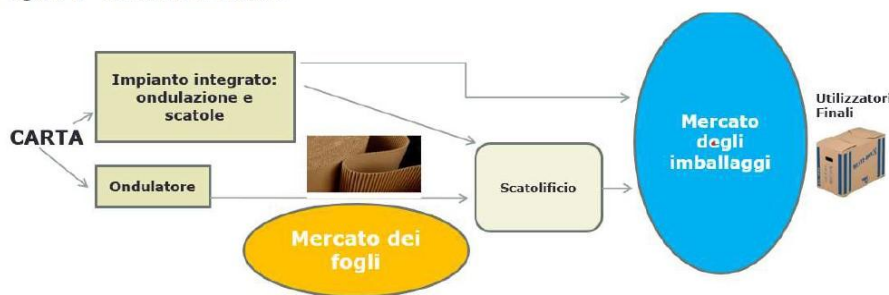 Impianto integrato:
ondulazione e
scatole
CARTA
Ondulatore
Mercato dei
fogli
Scatolificio
Mercato
degli
imballaggi
Utilizzatori
Finali